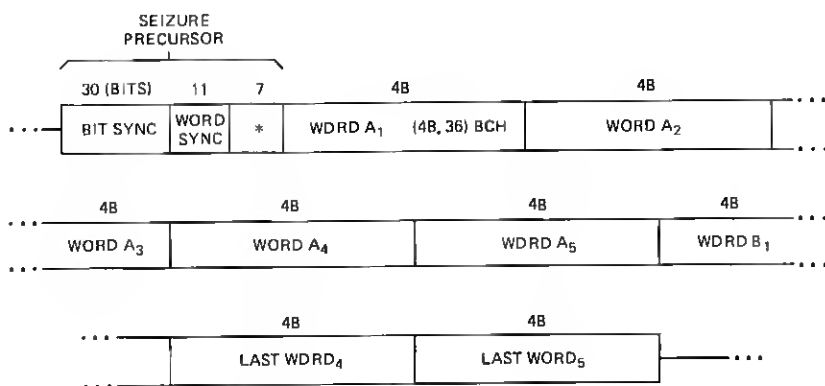 SEIZURE
PRECURSOR
30 (BITS) 11 7 4B 4B
BIT SYNC WORD SYNC * WDRD A₁ (4B, 36) BCH WORD A₂
4B 4B 4B 4B
WORD A₃ WORD A₄ WDRD A₅ WDRD B₁
4B 4B
LAST WDRD₄ LAST WORD₅